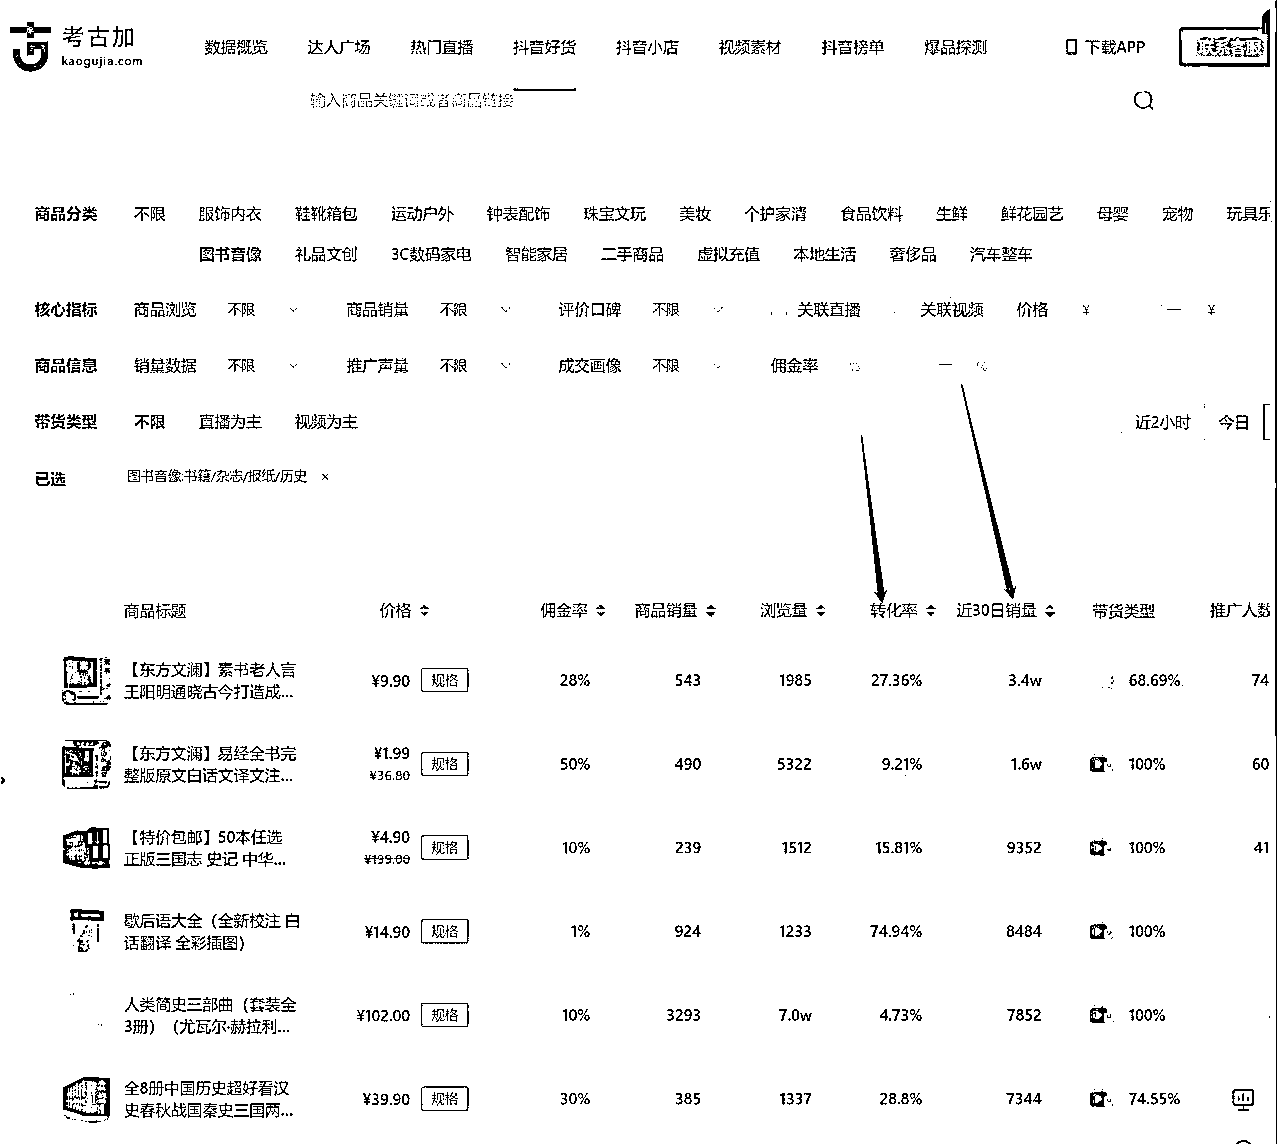 考古加
kaogujia.com
数据概览 达人广场 热门直播 抖音好货 抖音小店 视频素材 抖音榜单 爆品探测 下载APP 联系客服
输入商品关键词或者商品链接
商品分类 不限 服饰内衣 鞋靴箱包 运动户外 钟表配饰 珠宝文玩 美妆 个护家清 食品饮料 生鲜 鲜花园艺 母婴 宠物 玩具乐
图书音像 礼品文创 3C数码家电 智能家居 二手商品 虚拟充值 本地生活 奢侈品 汽车整车
核心指标 商品浏览 不限 商品销量 不限 评价口碑 不限 关联直播 关联视频 价格 ¥ — ¥
商品信息 销量数据 不限 推广声量 不限 成交画像 不限 佣金率 % — %
带货类型 不限 直播为主 视频为主 近2小时 今日
已选 图书音像:书籍/杂志/报纸/历史 ×
商品标题 价格 佣金率 商品销量 浏览量 转化率 近30日销量 带货类型 推广人数
【东方文澜】素书老人言
王阳明通晓古今打造成...
¥9.90 规格 28% 543 1985 27.36% 3.4w 68.69% 74
【东方文澜】易经全书完
整版原文白话文译文注...
¥1.99
¥36.80
规格 50% 490 5322 9.21% 1.6w 100% 60
【特价包邮】50本任选
正版三国志 史记 中华...
¥4.90
¥199.00
规格 10% 239 1512 15.81% 9352 100% 41
歇后语大全（全新校注 白
话翻译 全彩插图）
¥14.90 规格 1% 924 1233 74.94% 8484 100%
人类简史三部曲（套装全
3册）（尤瓦尔·赫拉利...
¥102.00 规格 10% 3293 7.0w 4.73% 7852 100%
全8册中国历史超好看汉
史春秋战国秦史三国两...
¥39.90 规格 30% 385 1337 28.8% 7344 74.55%